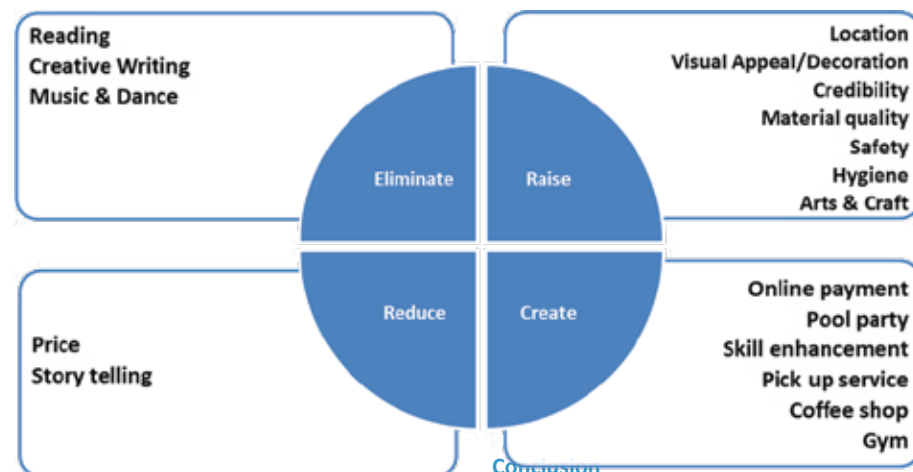 Reading
Creative Writing
Music & Dance
Location
Visual Appeal/Decoration
Credibility
Material quality
Safety
Hygiene
Arts & Craft
Eliminate
Raise
Reduce
Create
Price
Story telling
Online payment
Pool party
Skill enhancement
Pick up service
Coffee shop
Gym
Conclusion